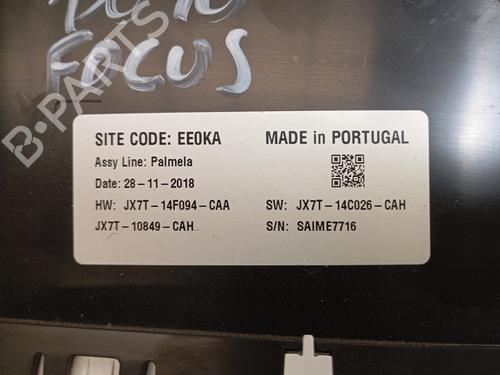 FOCUS
B-PARTS
SITE CODE: EE0KA MADE in PORTUGAL
Assy Line: Palmela
Date: 28-11-2018
HW: JX7T-14F094-CAA SW: JX7T-14C026-CAH
JX7T-10849-CAH S/N: SAIME7716